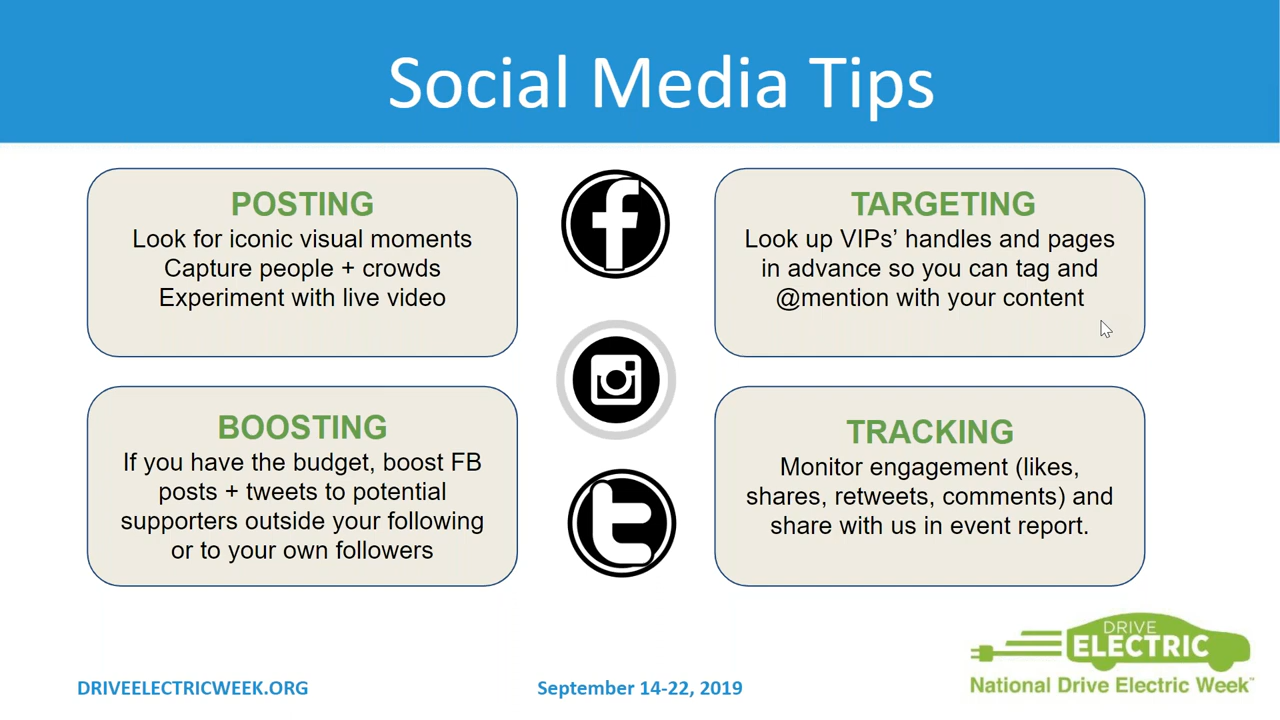 Social Media Tips
POSTING
Look for iconic visual moments
Capture people + crowds
Experiment with live video
TARGETING
Look up VIPs’ handles and pages
in advance so you can tag and
@mention with your content
BOOSTING
If you have the budget, boost FB
posts + tweets to potential
supporters outside your following
or to your own followers
TRACKING
Monitor engagement (likes,
shares, retweets, comments) and
share with us in event report.
DRIVEELECTRICWEEK.ORG
September 14-22, 2019
DRIVE
ELECTRIC
National Drive Electric Week™